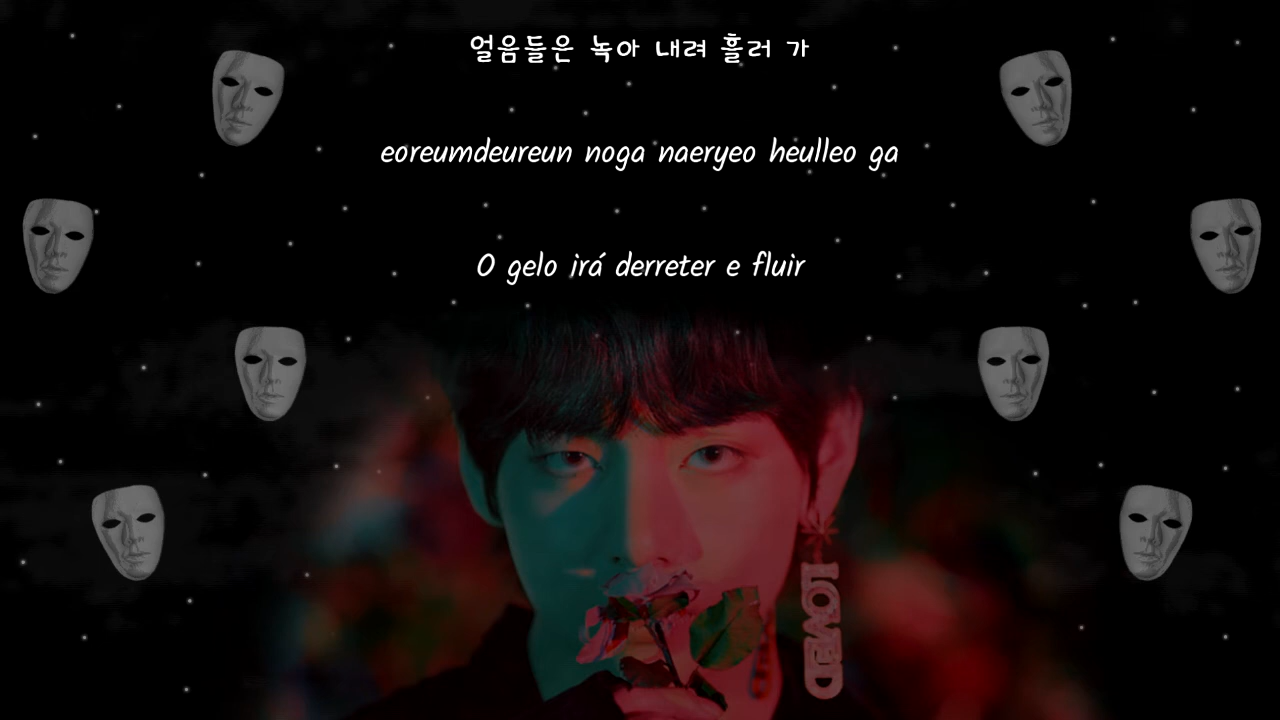 얼음들은 녹아 내려 흘러 가
eoreumdeureun noga naeryeo heulleo ga
O gelo irá derreter e fluir
LOVED